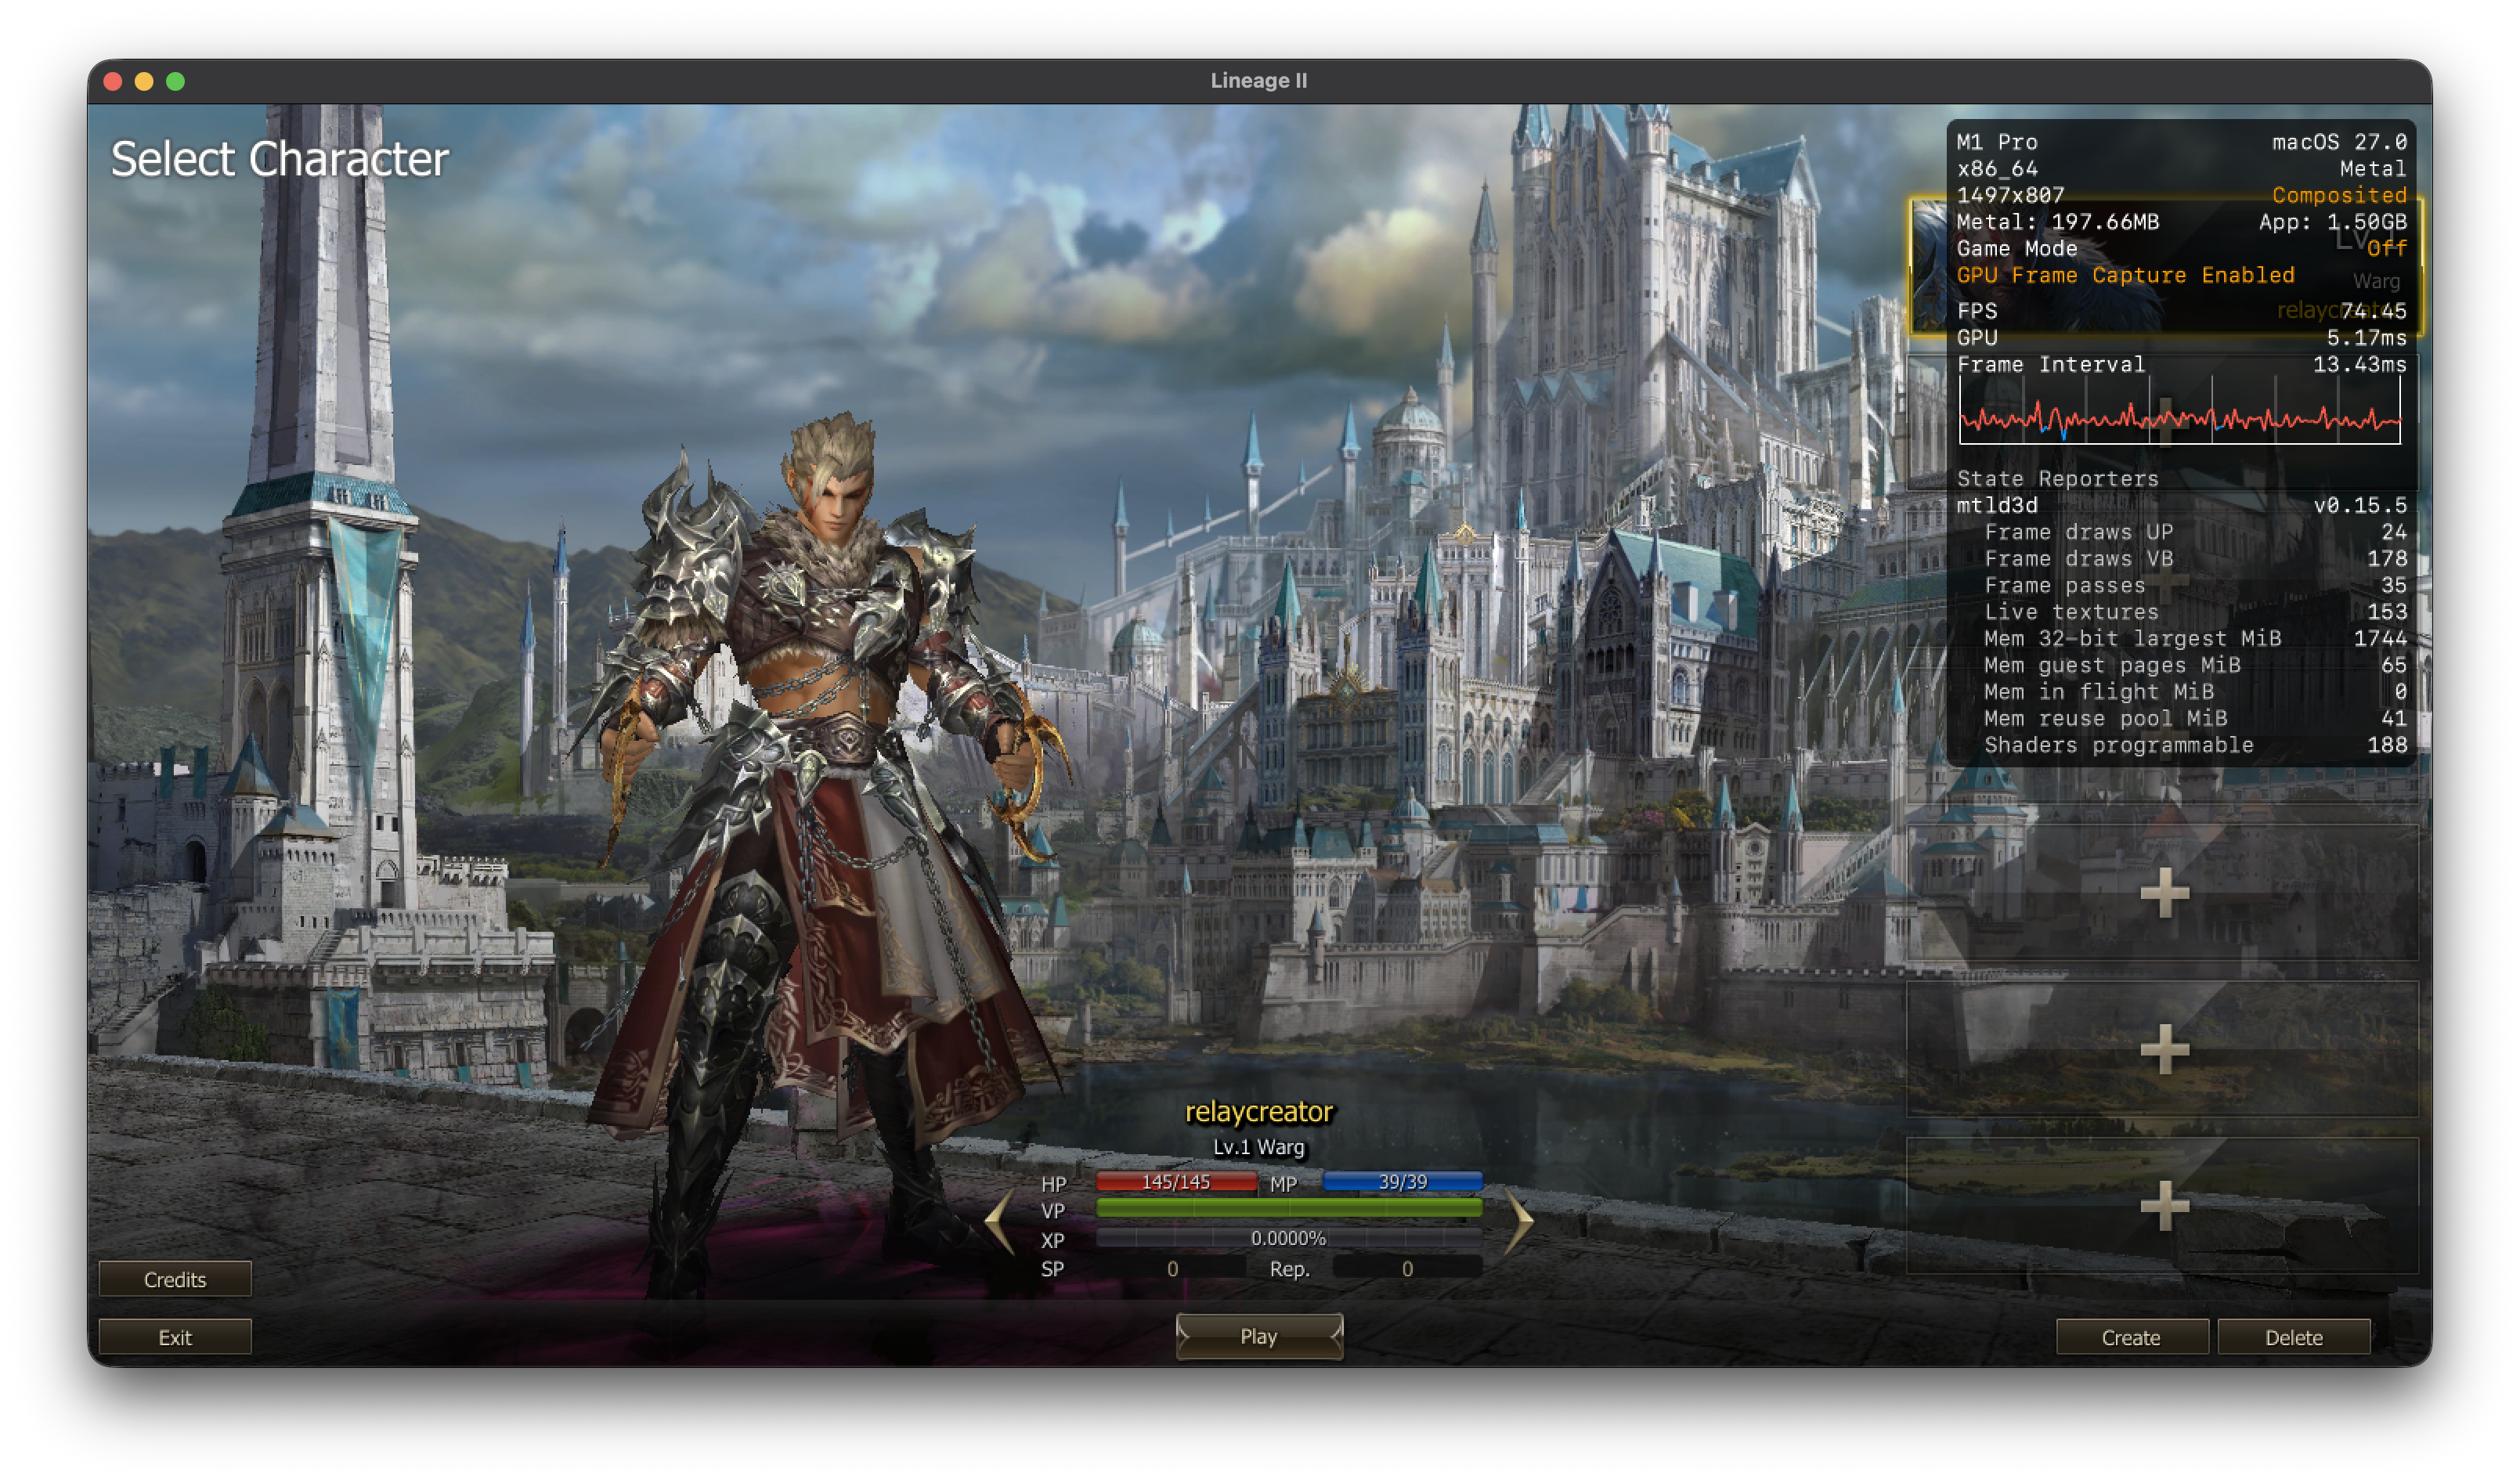 Lineage II
Select Character
M1 Pro macOS 27.0
x86_64 Metal
1497x807 Composited
Metal: 197.66MB App: 1.50GB
Game Mode Off
GPU Frame Capture Enabled
Warg
FPS 74.45
GPU 5.17ms
Frame Interval 13.43ms
State Reporters
mtld3d v0.15.5
Frame draws UP 24
Frame draws VB 178
Frame passes 35
Live textures 153
Mem 32-bit largest MiB 1744
Mem guest pages MiB 65
Mem in flight MiB 0
Mem reuse pool MiB 41
Shaders programmable 188
relaycreator
Lv.1 Warg
HP 145/145 MP 39/39
VP
XP 0.0000%
SP 0 Rep. 0
Credits
Exit
Play
Create
Delete